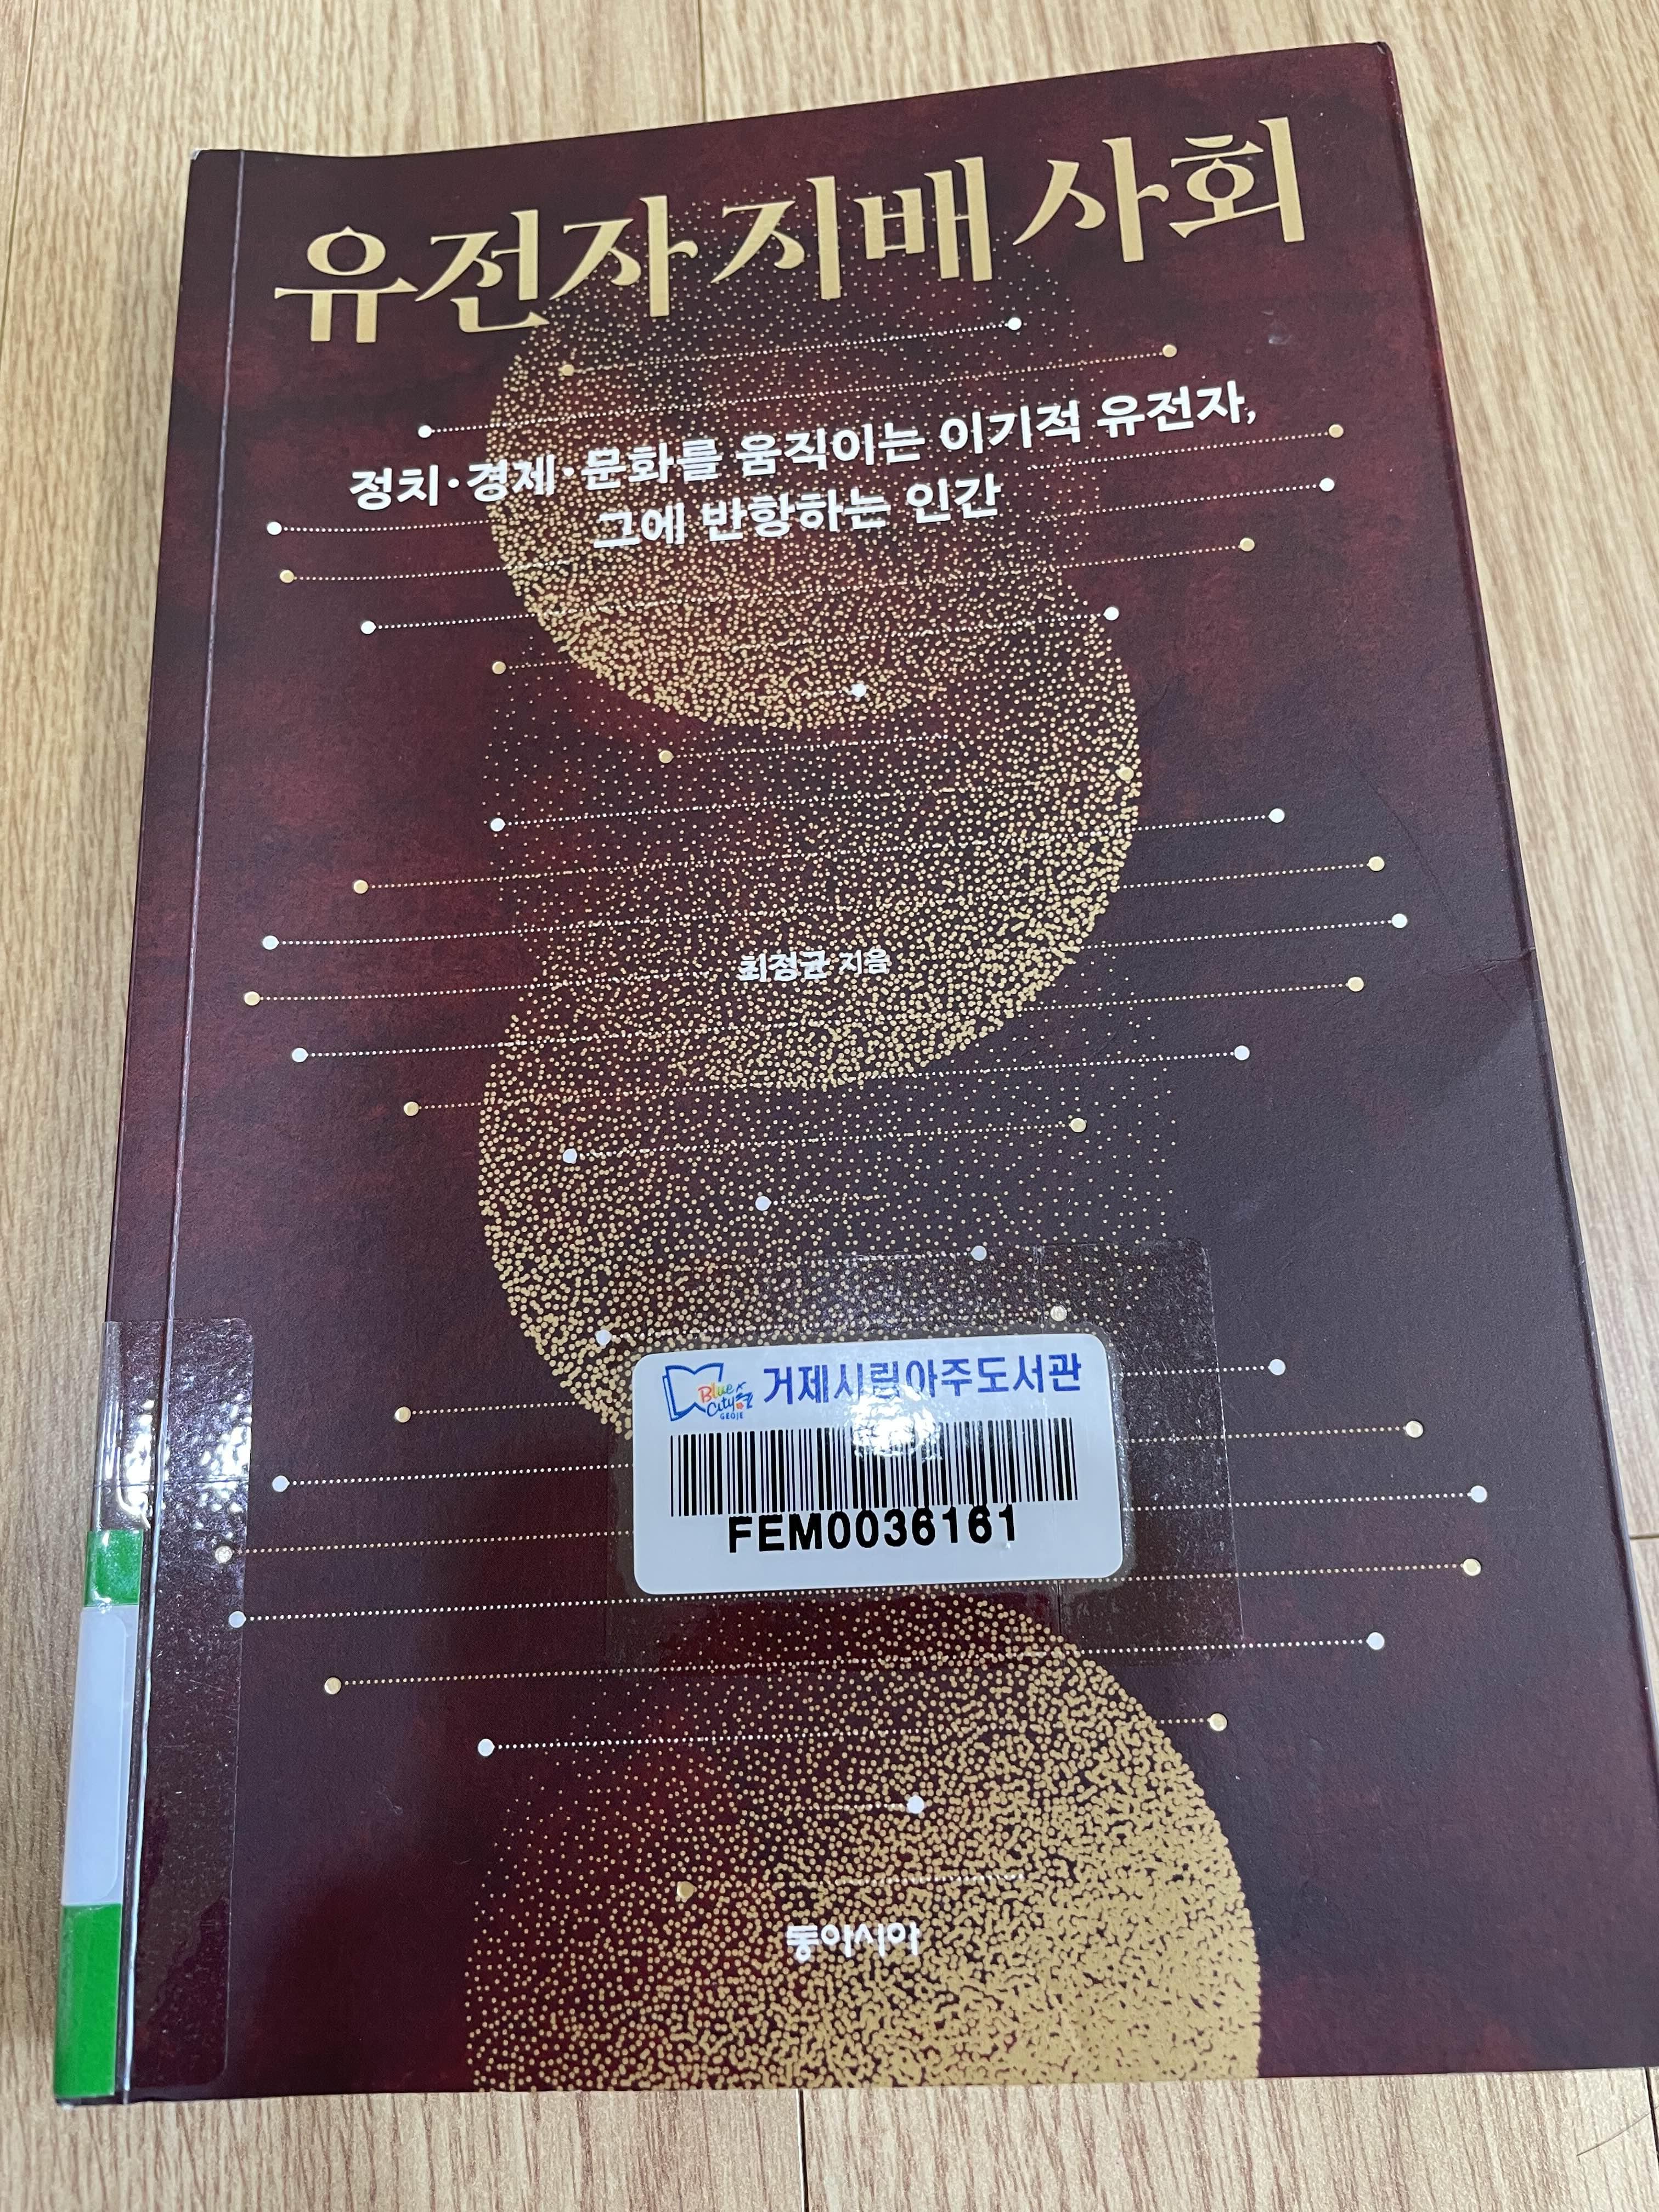 유전자 지배 사회
정치·경제·문화를 움직이는 이기적 유전자,
그에 반항하는 인간
최정균 지음
Blue City GEOJE
거제시립아주도서관
FEM0036161
동아시아